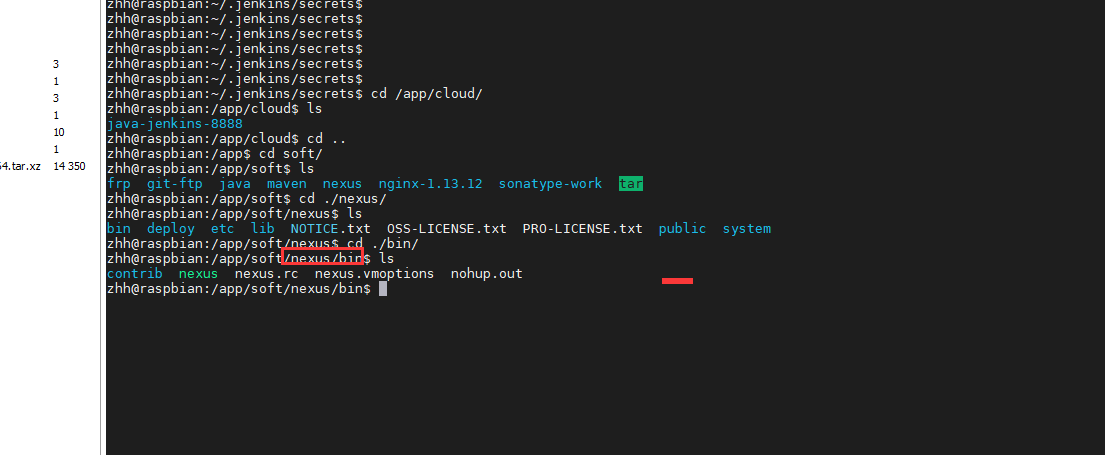 zhh@raspbian:~/.jenkins/secrets$
zhh@raspbian:~/.jenkins/secrets$
zhh@raspbian:~/.jenkins/secrets$
zhh@raspbian:~/.jenkins/secrets$
zhh@raspbian:~/.jenkins/secrets$
zhh@raspbian:~/.jenkins/secrets$
zhh@raspbian:~/.jenkins/secrets$ cd /app/cloud/
zhh@raspbian:/app/cloud$ ls
java-jenkins-8888
zhh@raspbian:/app/cloud$ cd ..
zhh@raspbian:/app$ cd soft/
zhh@raspbian:/app/soft$ ls
frp git-ftp java maven nexus nginx-1.13.12 sonatype-work tar
zhh@raspbian:/app/soft$ cd ./nexus/
zhh@raspbian:/app/soft/nexus$ ls
bin deploy etc lib NOTICE.txt OSS-LICENSE.txt PRO-LICENSE.txt public system
zhh@raspbian:/app/soft/nexus$ cd ./bin/
zhh@raspbian:/app/soft/nexus/bin$ ls
contrib nexus nexus.rc nexus.vmoptions nohup.out
zhh@raspbian:/app/soft/nexus/bin$
3
1
3
1
10
1
64.tar.xz 14 350